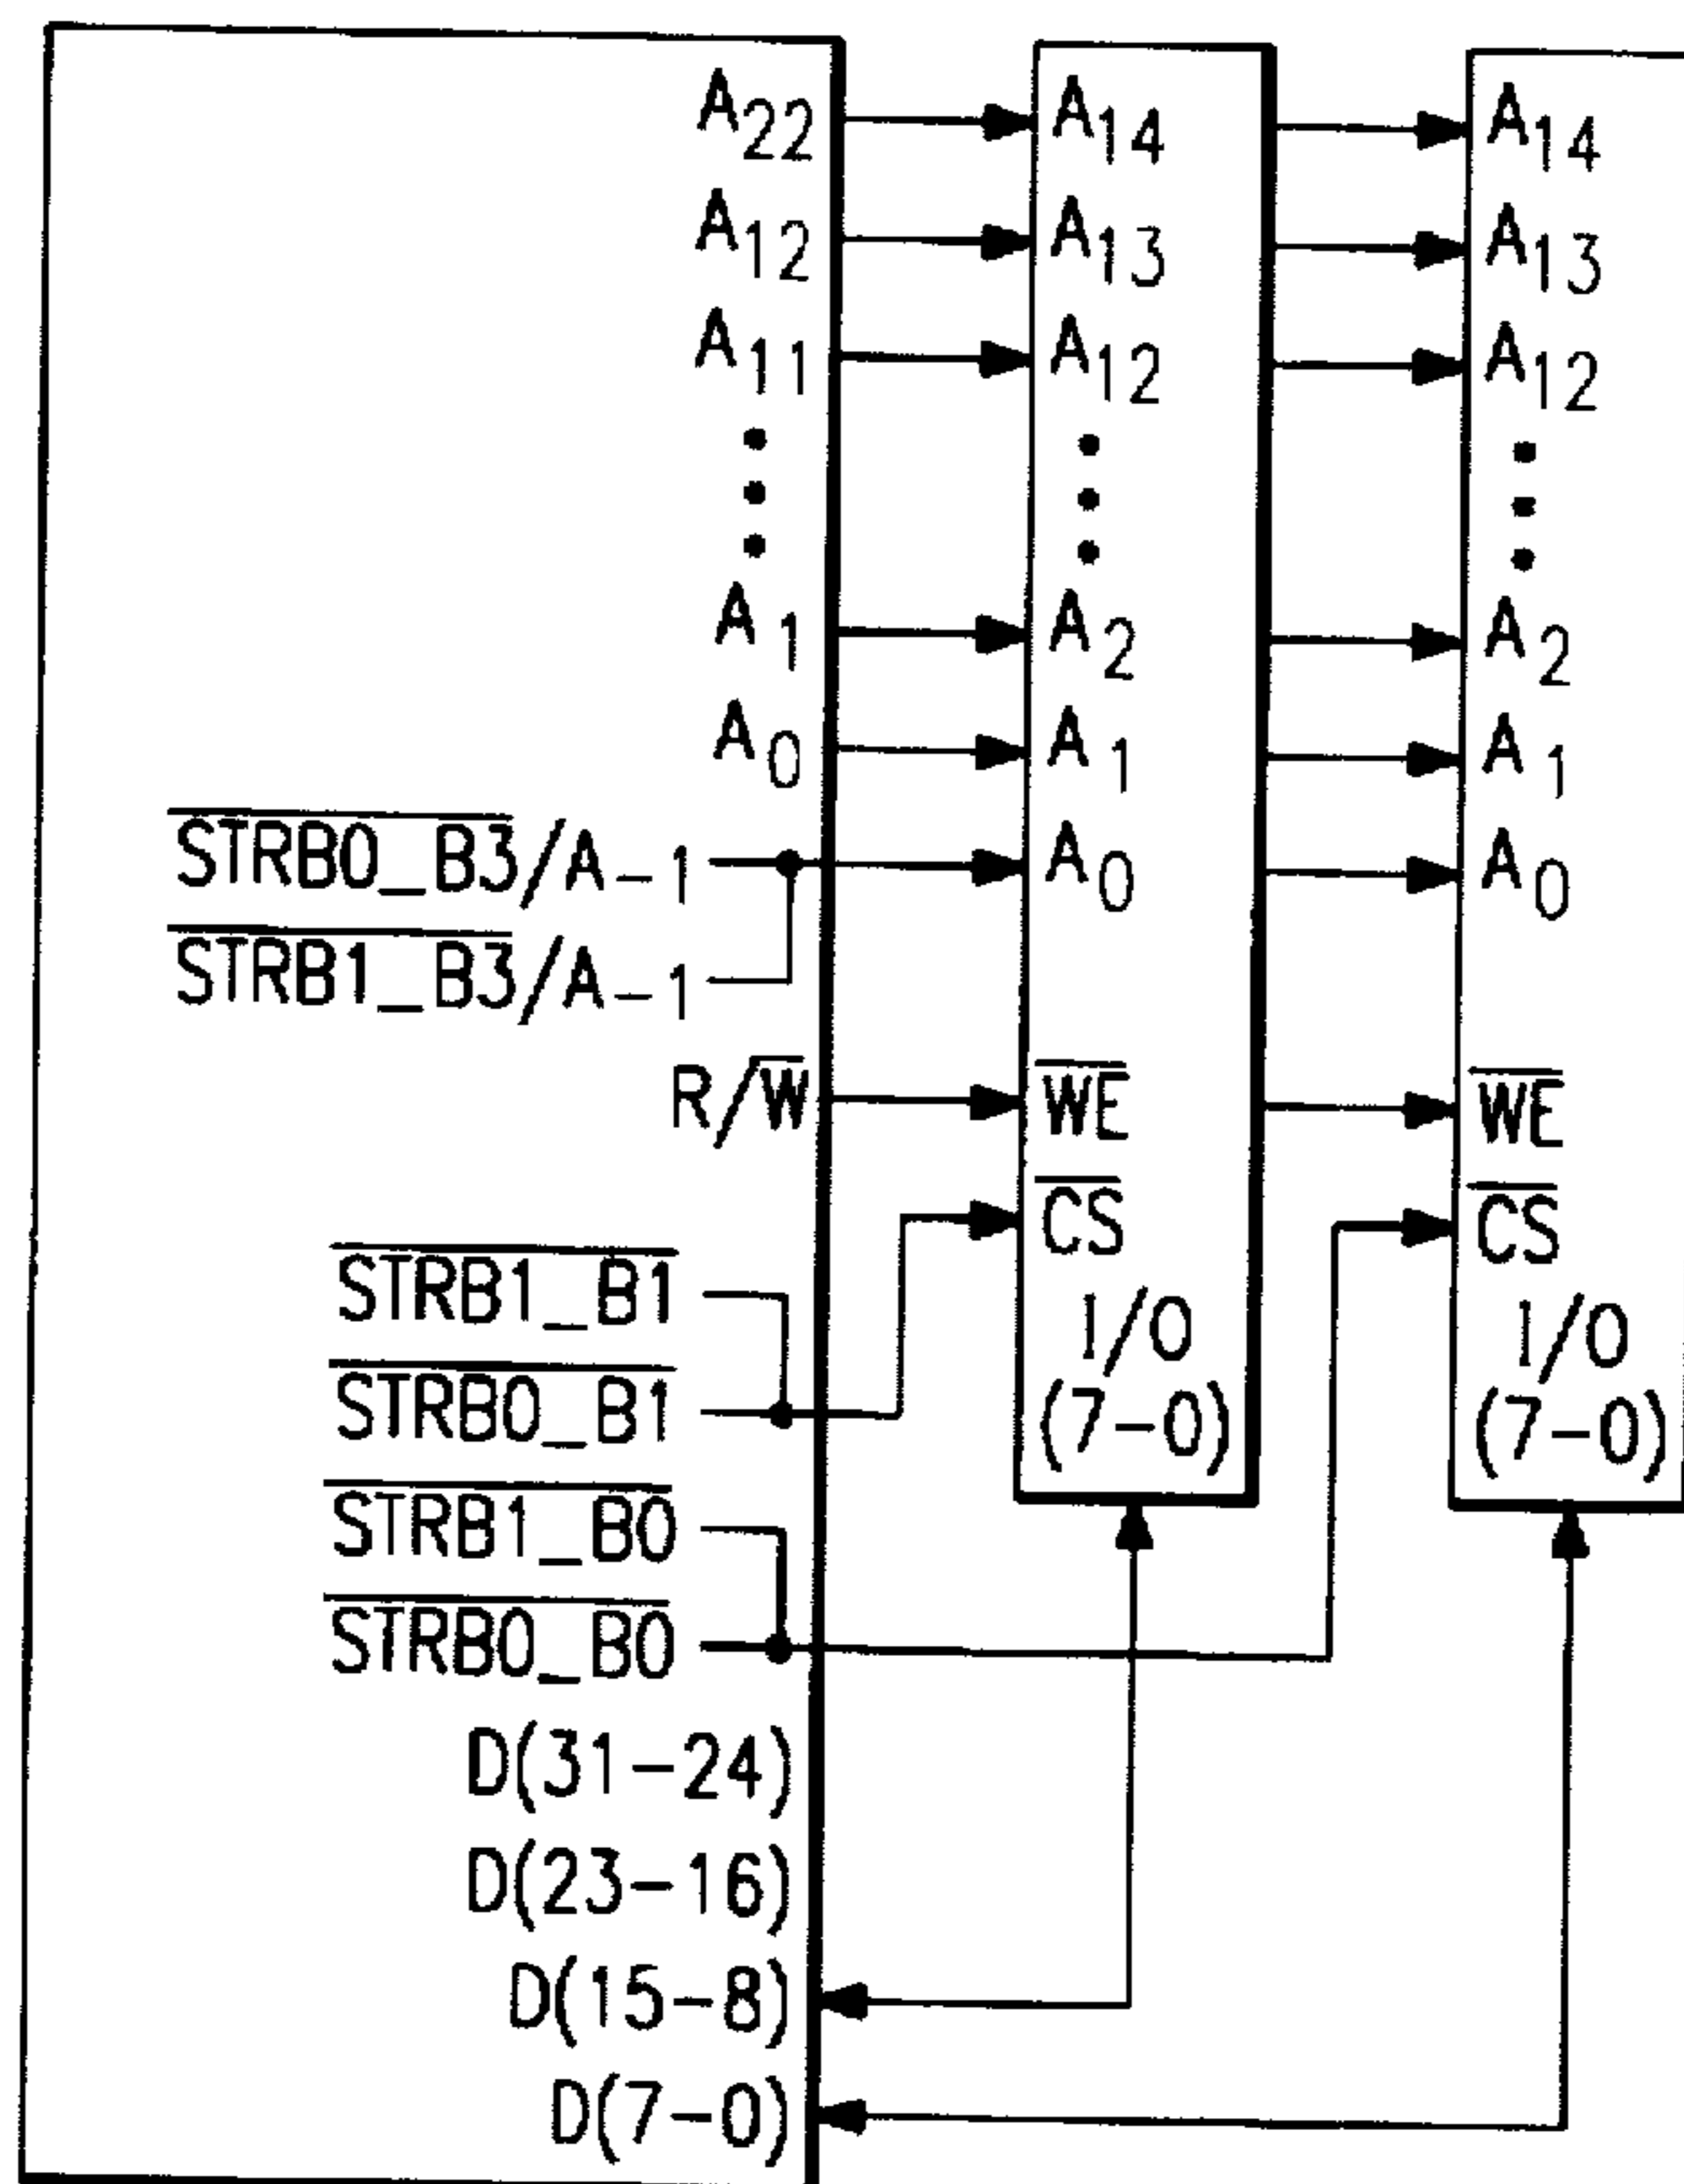 A22 A14 A14
A12 A13 A13
A11 A12 A12
A1 A2 A2
A0 A1 A1
STRB0_B3/A-1 A0 A0
STRB1_B3/A-1
R/W WE WE
CS CS
STRB1_B1 I/O I/O
STRB0_B1 (7-0) (7-0)
STRB1_B0
STRB0_B0
D(31-24)
D(23-16)
D(15-8)
D(7-0)